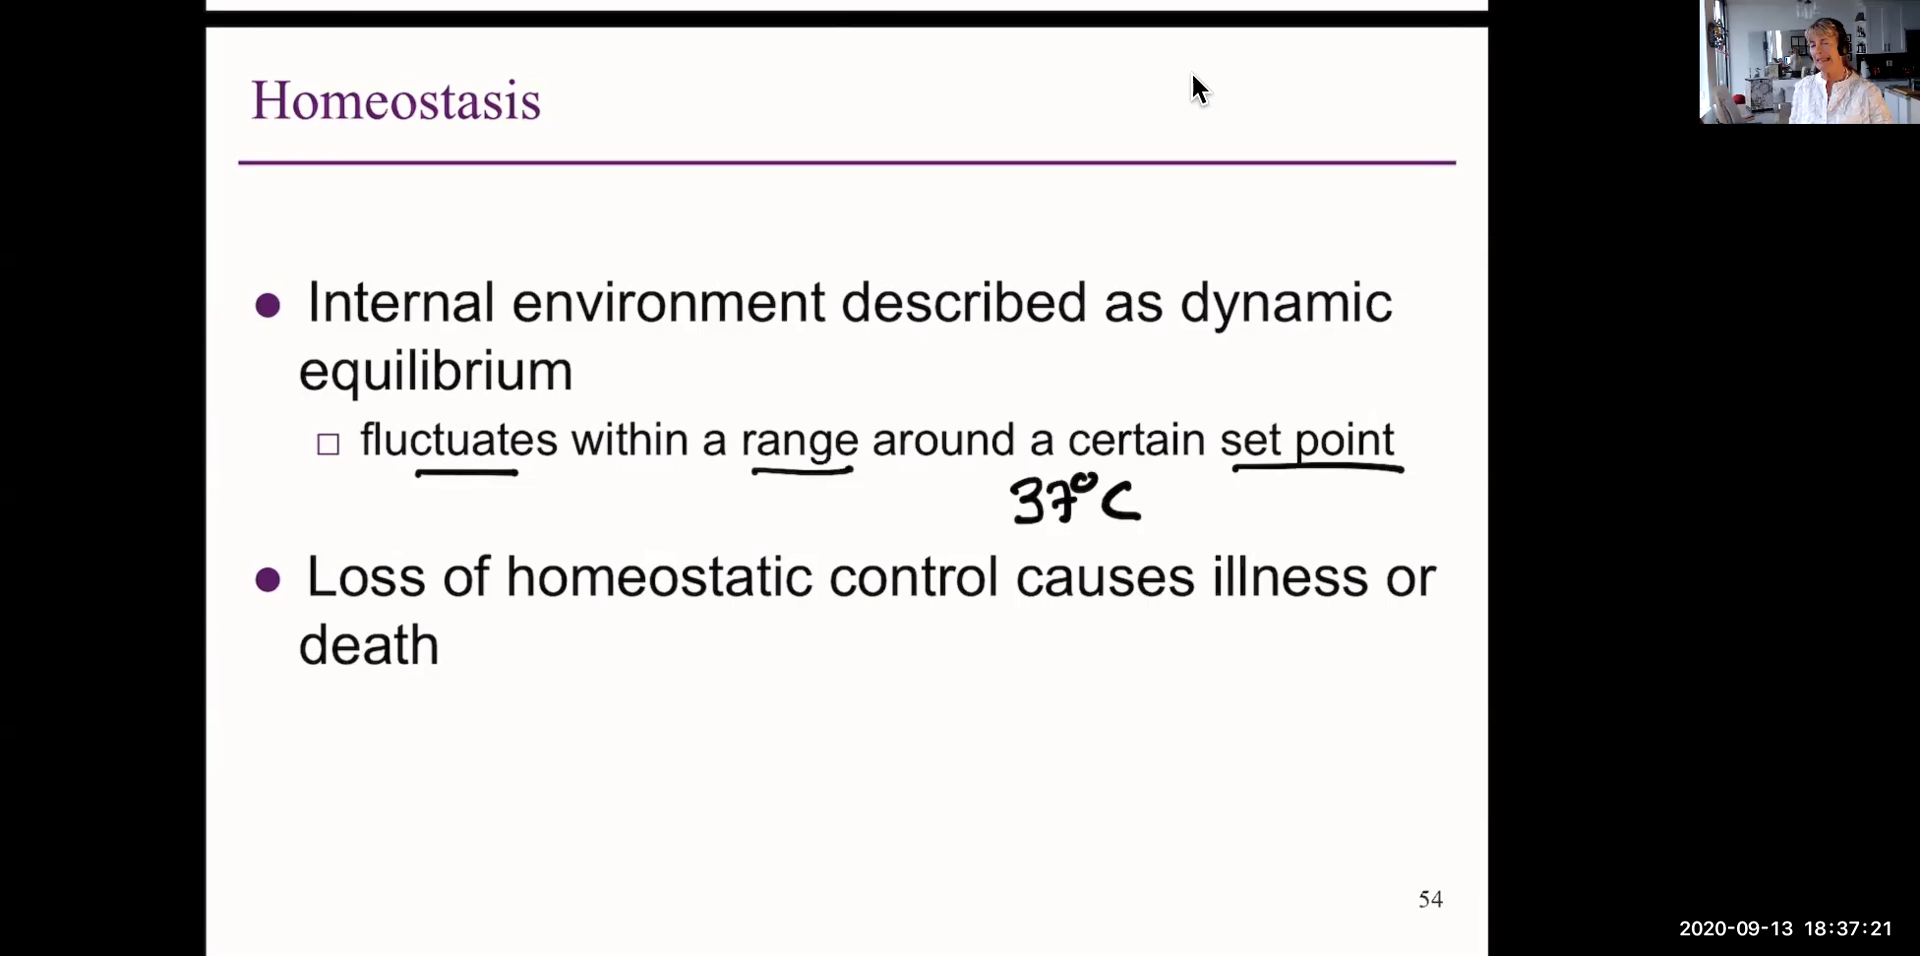 Homeostasis
● Internal environment described as dynamic
equilibrium
□ fluctuates within a range around a certain set point
37°C
● Loss of homeostatic control causes illness or
death
54
2020-09-13 18:37:21